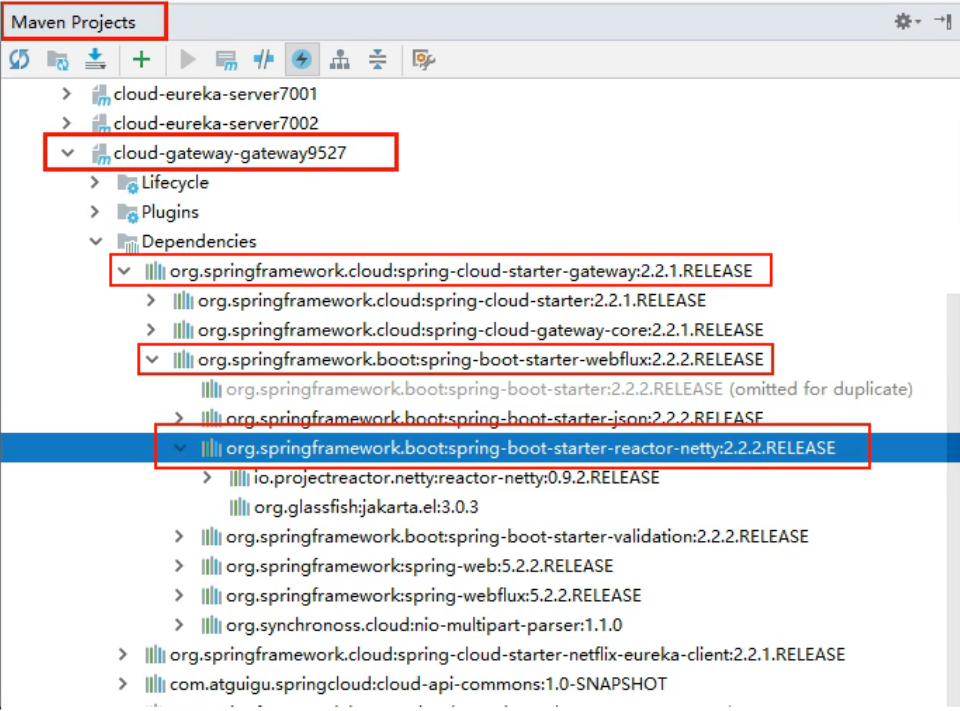 Maven Projects
cloud-eureka-server7001
cloud-eureka-server7002
cloud-gateway-gateway9527
Lifecycle
Plugins
Dependencies
org.springframework.cloud:spring-cloud-starter-gateway:2.2.1.RELEASE
org.springframework.cloud:spring-cloud-starter:2.2.1.RELEASE
org.springframework.cloud:spring-cloud-gateway-core:2.2.1.RELEASE
org.springframework.boot:spring-boot-starter-webflux:2.2.2.RELEASE
org.springframework.boot:spring-boot-starter:2.2.2.RELEASE (omitted for duplicate)
org.springframework.boot:spring-boot-starter-json:2.2.2.RELEASE
org.springframework.boot:spring-boot-starter-reactor-netty:2.2.2.RELEASE
io.projectreactor.netty:reactor-netty:0.9.2.RELEASE
org.glassfish:jakarta.el:3.0.3
org.springframework.boot:spring-boot-starter-validation:2.2.2.RELEASE
org.springframework:spring-web:5.2.2.RELEASE
org.springframework:spring-webflux:5.2.2.RELEASE
org.synchronoss.cloud:nio-multipart-parser:1.1.0
org.springframework.cloud:spring-cloud-starter-netflix-eureka-client:2.2.1.RELEASE
com.atguigu.springcloud:cloud-api-commons:1.0-SNAPSHOT